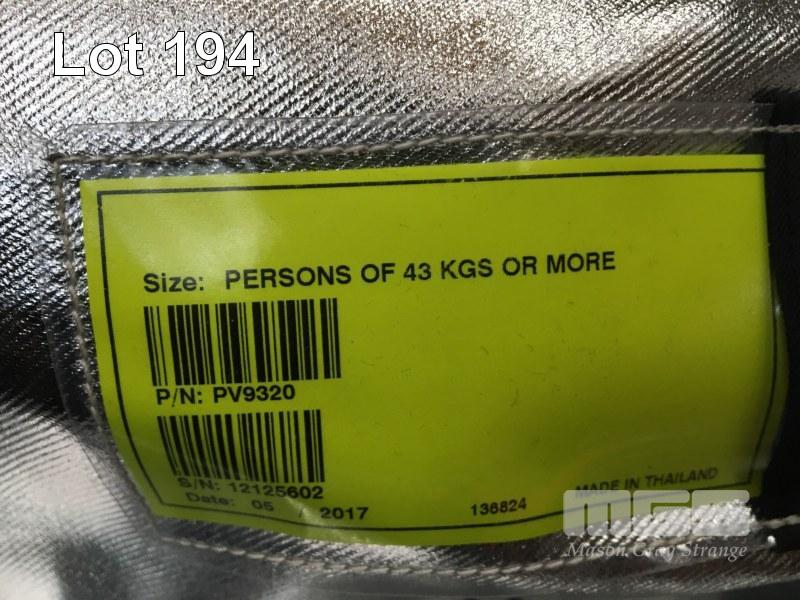 Lot 194
Size: PERSONS OF 43 KGS OR MORE
P/N: PV9320
S/N: 12125602
Date: 05 / 2017 136824 MADE IN THAILAND
MGS
Mason Gray Strange